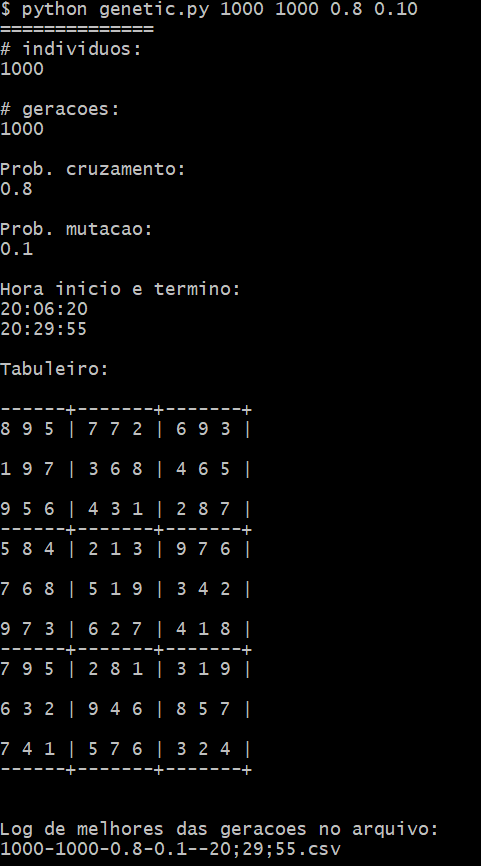 $ python genetic.py 1000 1000 0.8 0.10
==============
# individuos:
1000
# geracoes:
1000
Prob. cruzamento:
0.8
Prob. mutacao:
0.1
Hora inicio e termino:
20:06:20
20:29:55
Tabuleiro:
------+-------+-------+
8 9 5 | 7 7 2 | 6 9 3 |
1 9 7 | 3 6 8 | 4 6 5 |
9 5 6 | 4 3 1 | 2 8 7 |
------+-------+-------+
5 8 4 | 2 1 3 | 9 7 6 |
7 6 8 | 5 1 9 | 3 4 2 |
9 7 3 | 6 2 7 | 4 1 8 |
------+-------+-------+
7 9 5 | 2 8 1 | 3 1 9 |
6 3 2 | 9 4 6 | 8 5 7 |
7 4 1 | 5 7 6 | 3 2 4 |
------+-------+-------+
Log de melhores das geracoes no arquivo:
1000-1000-0.8-0.1--20;29;55.csv